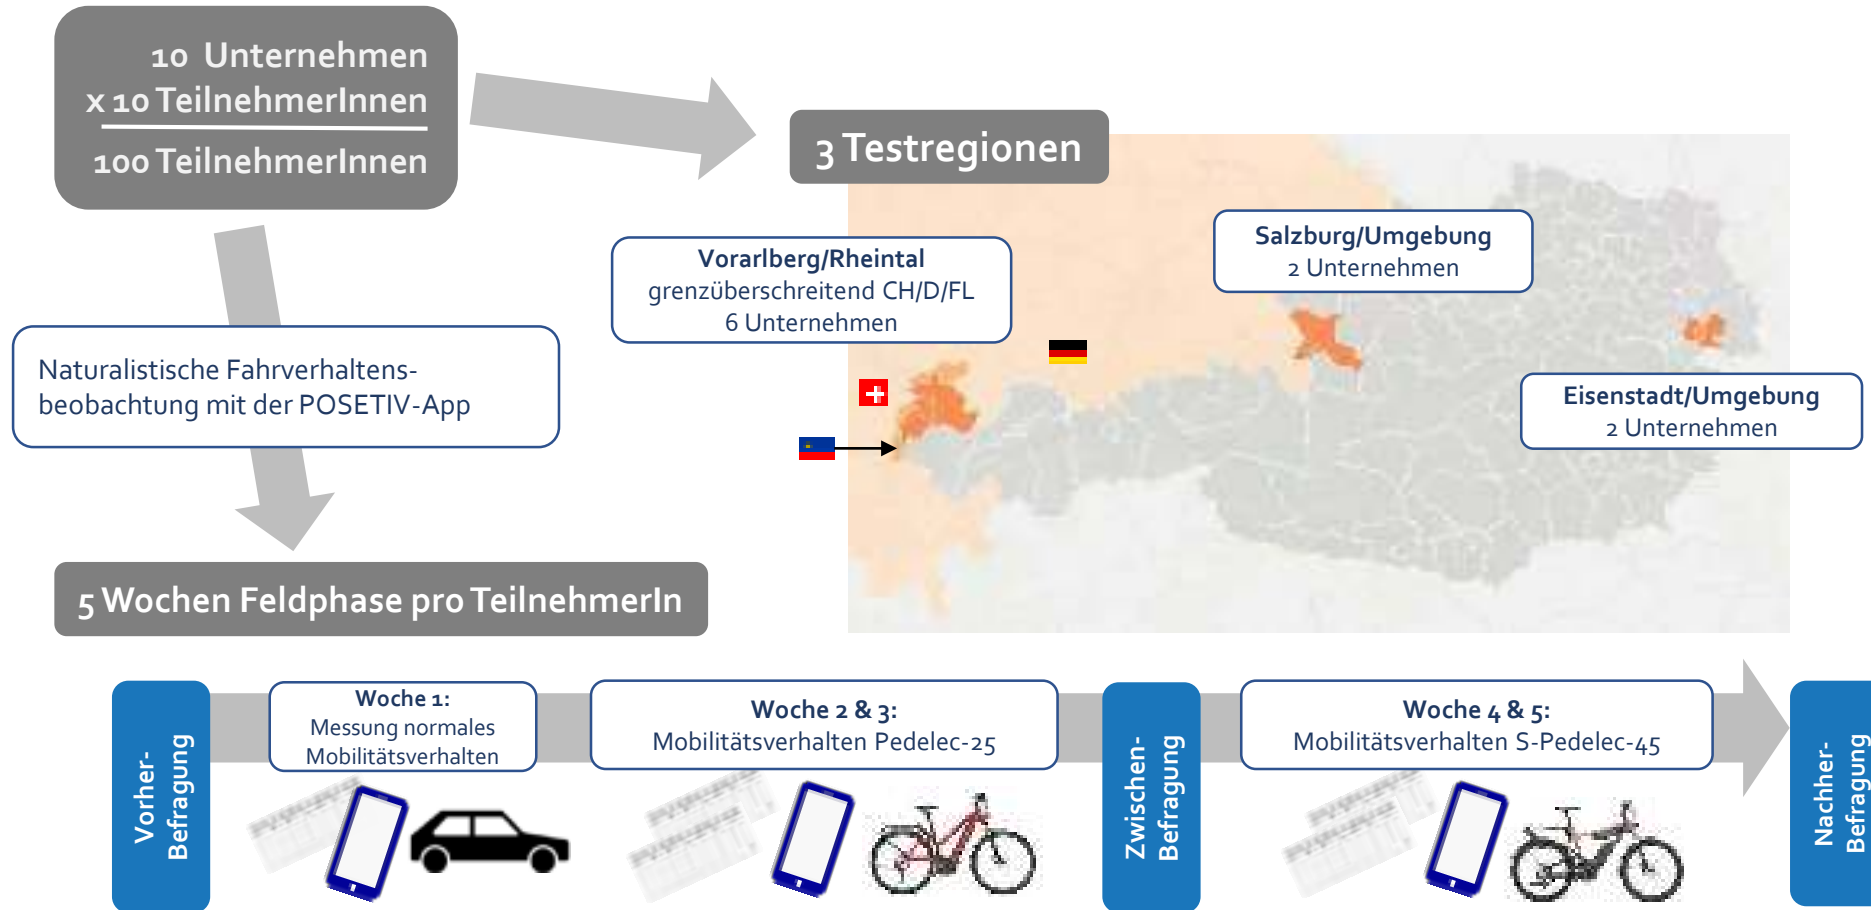 10 Unternehmen
x 10 TeilnehmerInnen
100 TeilnehmerInnen
3 Testregionen
Vorarlberg/Rheintal
grenzüberschreitend CH/D/FL
6 Unternehmen
Salzburg/Umgebung
2 Unternehmen
Eisenstadt/Umgebung
2 Unternehmen
Naturalistische Fahrverhaltens-
beobachtung mit der POSETIV-App
5 Wochen Feldphase pro TeilnehmerIn
Vorher-
Befragung
Woche 1:
Messung normales
Mobilitätsverhalten
Woche 2 & 3:
Mobilitätsverhalten Pedelec-25
Zwischen-
Befragung
Woche 4 & 5:
Mobilitätsverhalten S-Pedelec-45
Nachher-
Befragung